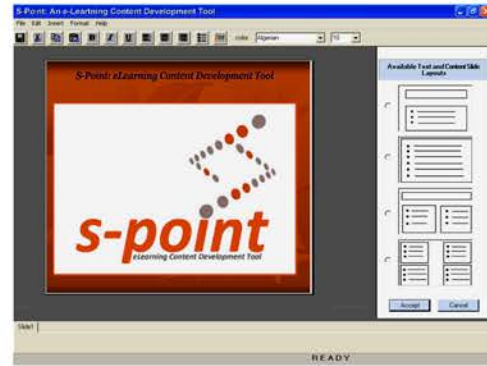 S-Point: An e-Learning Content Development Tool
File Edit Insert Format Help
B I U color Algerian 10
S-Point: eLearning Content Development Tool
s-point
eLearning Content Development Tool
Available Text and Content Slide
Layouts
Accept Cancel
Slide1
READY